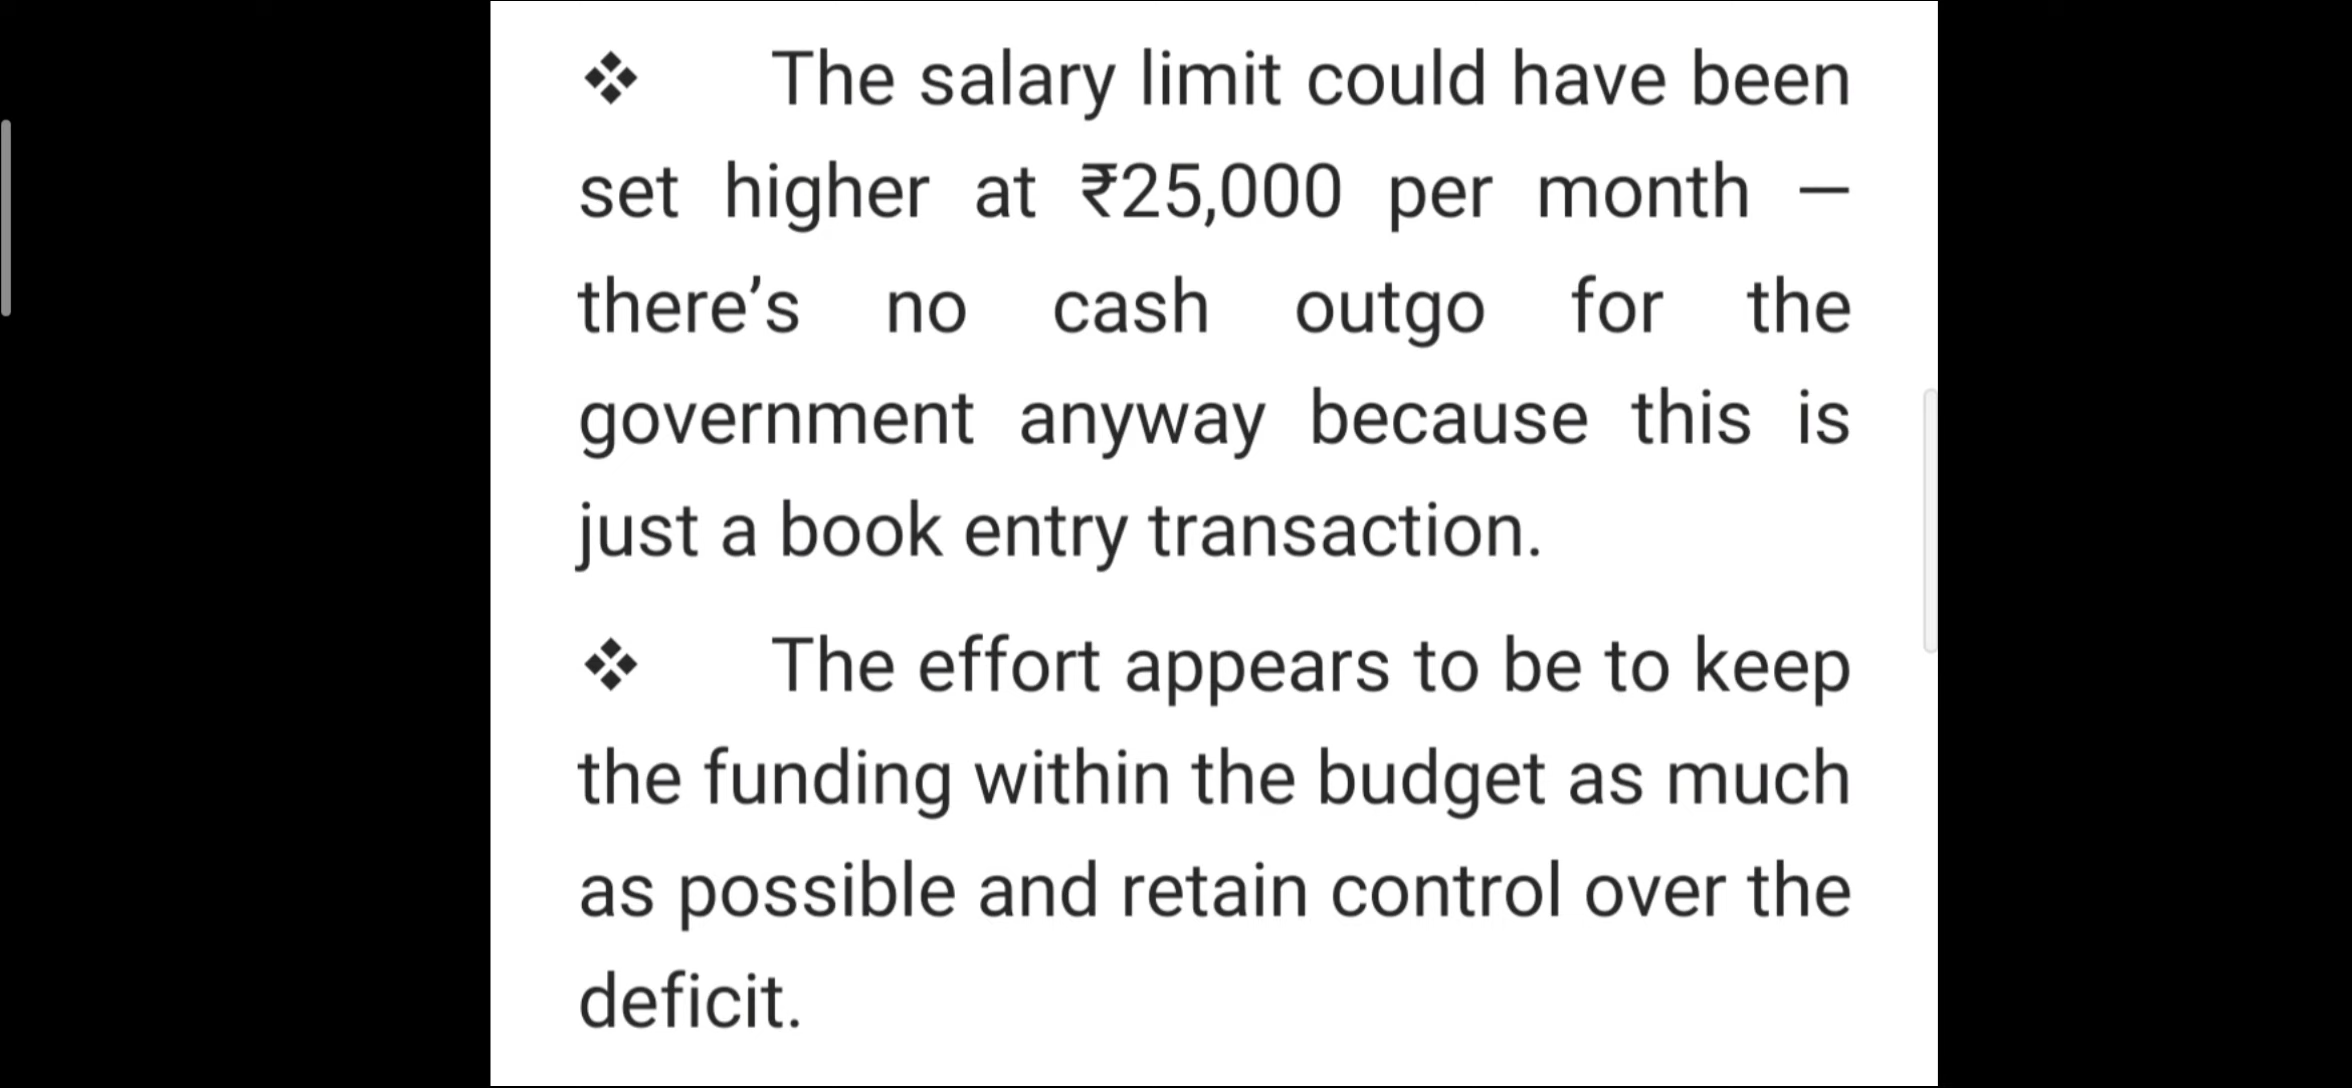 ❖ The salary limit could have been
set higher at ₹25,000 per month —
there’s no cash outgo for the
government anyway because this is
just a book entry transaction.
❖ The effort appears to be to keep
the funding within the budget as much
as possible and retain control over the
deficit.